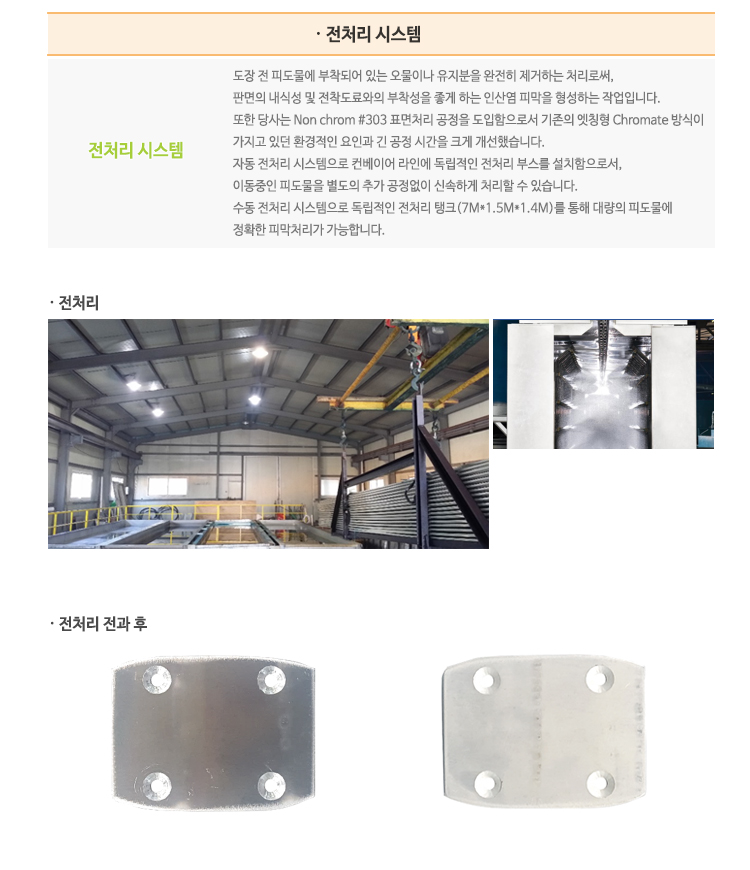 · 전처리 시스템
전처리 시스템
도장 전 피도물에 부착되어 있는 오물이나 유지분을 완전히 제거하는 처리로써,
판면의 내식성 및 전착도료와의 부착성을 좋게 하는 인산염 피막을 형성하는 작업입니다.
또한 당사는 Non chrom #303 표면처리 공정을 도입함으로서 기존의 엣칭형 Chromate 방식이
가지고 있던 환경적인 요인과 긴 공정 시간을 크게 개선했습니다.
자동 전처리 시스템으로 컨베이어 라인에 독립적인 전처리 부스를 설치함으로서,
이동중인 피도물을 별도의 추가 공정없이 신속하게 처리할 수 있습니다.
수동 전처리 시스템으로 독립적인 전처리 탱크(7M*1.5M*1.4M)를 통해 대량의 피도물에
정확한 피막처리가 가능합니다.
· 전처리
· 전처리 전과 후